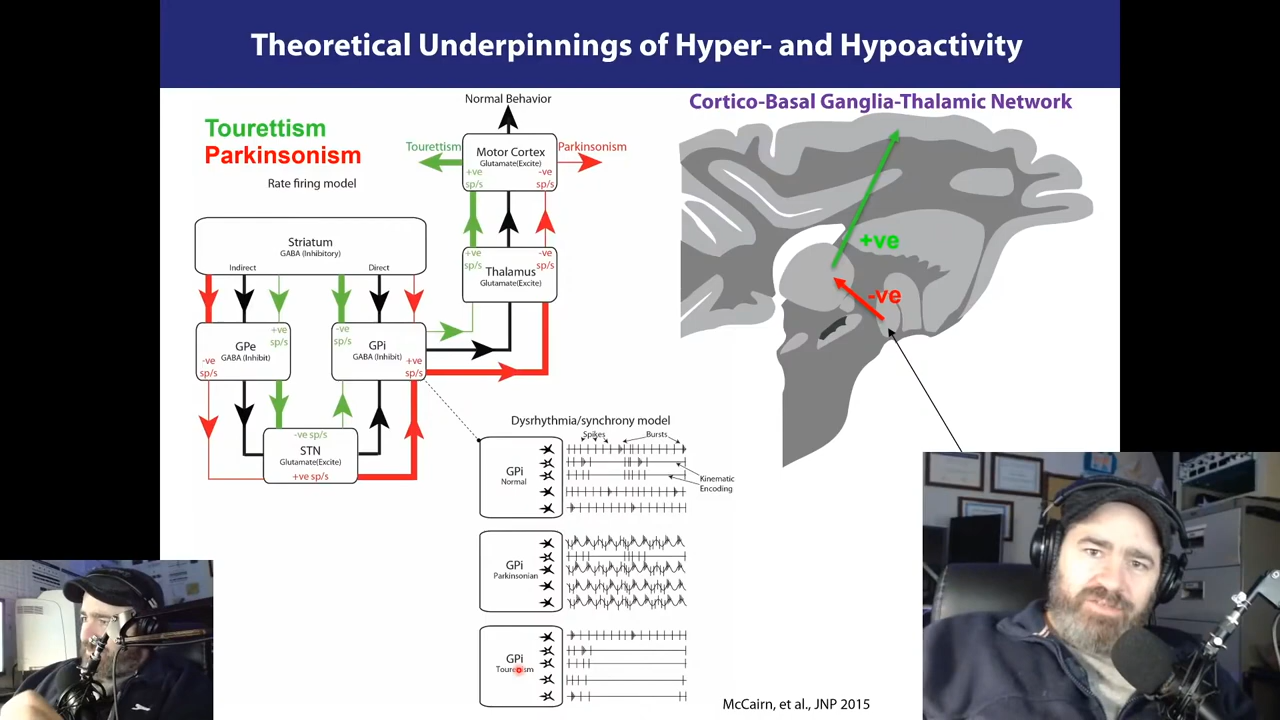 Theoretical Underpinnings of Hyper- and Hypoactivity
Tourettism
Parkinsonism
Rate firing model
Normal Behavior
Tourettism
Parkinsonism
Motor Cortex
Glutamate(Excite)
+ve
sp/s
-ve
sp/s
+ve
sp/s
-ve
sp/s
Thalamus
Glutamate(Excite)
Striatum
GABA (Inhibitory)
Indirect
Direct
GPe
GABA (Inhibit)
+ve
sp/s
-ve
sp/s
GPi
GABA (Inhibit)
-ve
sp/s
+ve
sp/s
-ve sp/s
STN
Glutamate(Excite)
+ve sp/s
Dysrhythmia/synchrony model
Spikes
Bursts
GPi
Normal
Kinematic
Encoding
GPi
Parkinsonian
GPi
Tourettism
Cortico-Basal Ganglia-Thalamic Network
+ve
-ve
McCairn, et al., JNP 2015